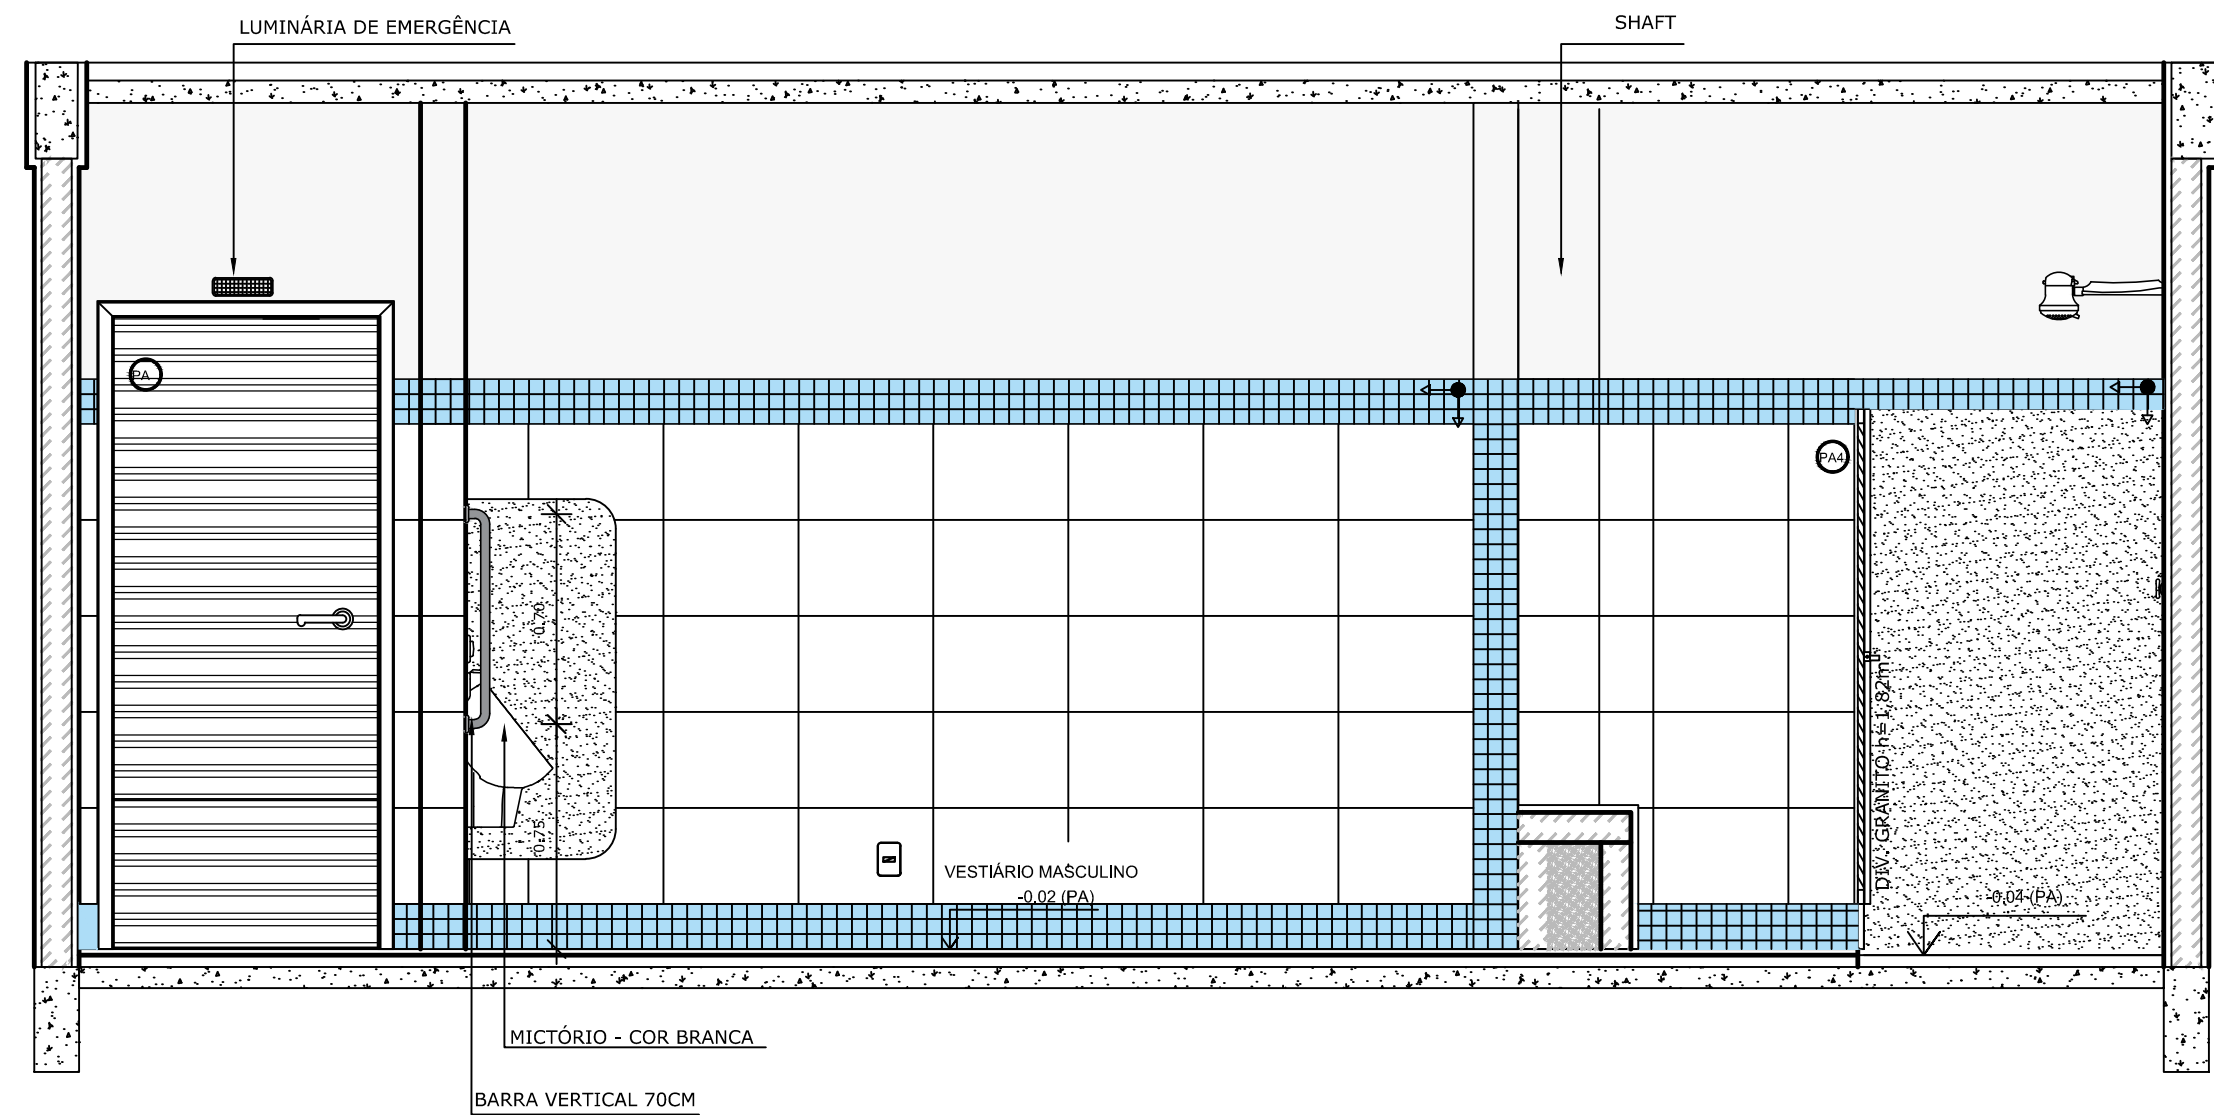 LUMINÁRIA DE EMERGÊNCIA
SHAFT
PA
PA4
0.70
DIV. GRANITO h=1,82m
0.75
VESTIÁRIO MASCULINO
-0.02 (PA)
-0.04 (PA)
MICTÓRIO - COR BRANCA
BARRA VERTICAL 70CM